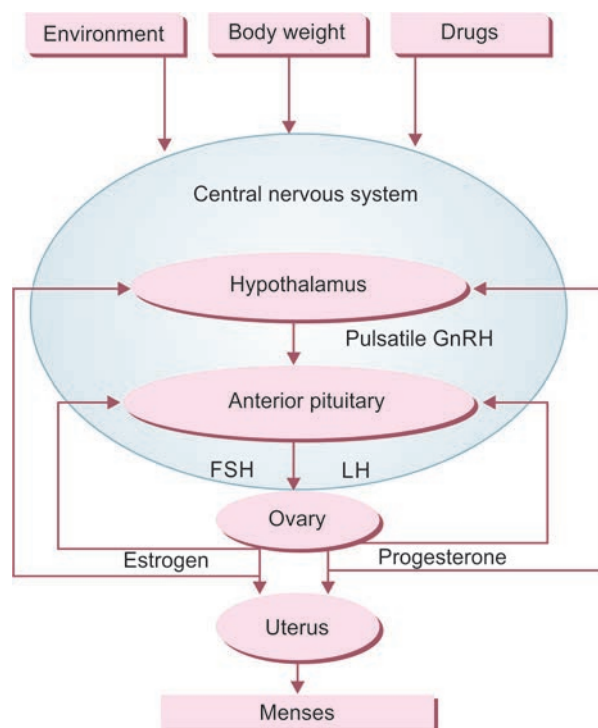 Environment
Body weight
Drugs
Central nervous system
Hypothalamus
Pulsatile GnRH
Anterior pituitary
FSH
LH
Ovary
Estrogen
Progesterone
Uterus
Menses